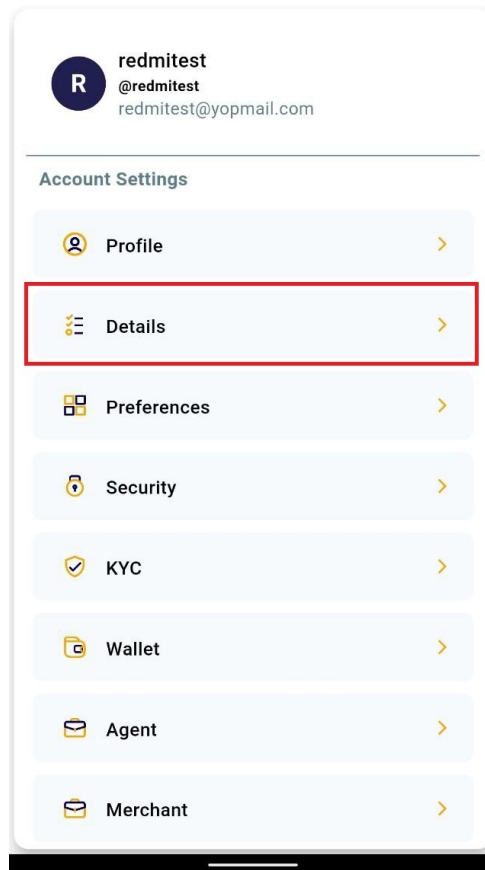 R
redmitest
@redmitest
redmitest@yopmail.com
Account Settings
Profile
Details
Preferences
Security
KYC
Wallet
Agent
Merchant